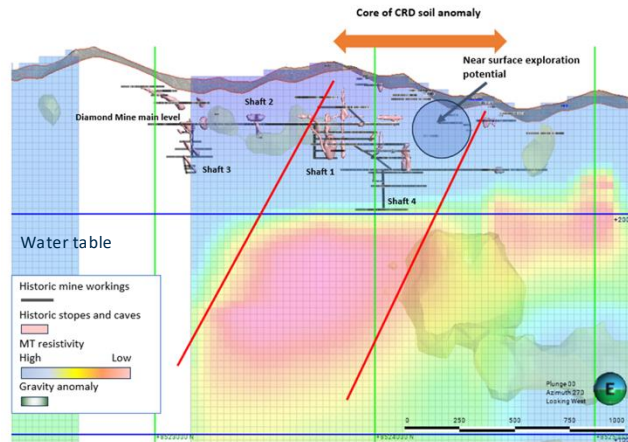 Core of CRD soil anomaly
Near surface exploration
potential
Shaft 2
Diamond Mine main level
Shaft 3
Shaft 1
Shaft 4
Water table
Historic mine workings
Historic stopes and caves
MT resistivity
High Low
Gravity anomaly
Plunge 00
Azimuth 270
Looking West
E
0 250 500 750 1000